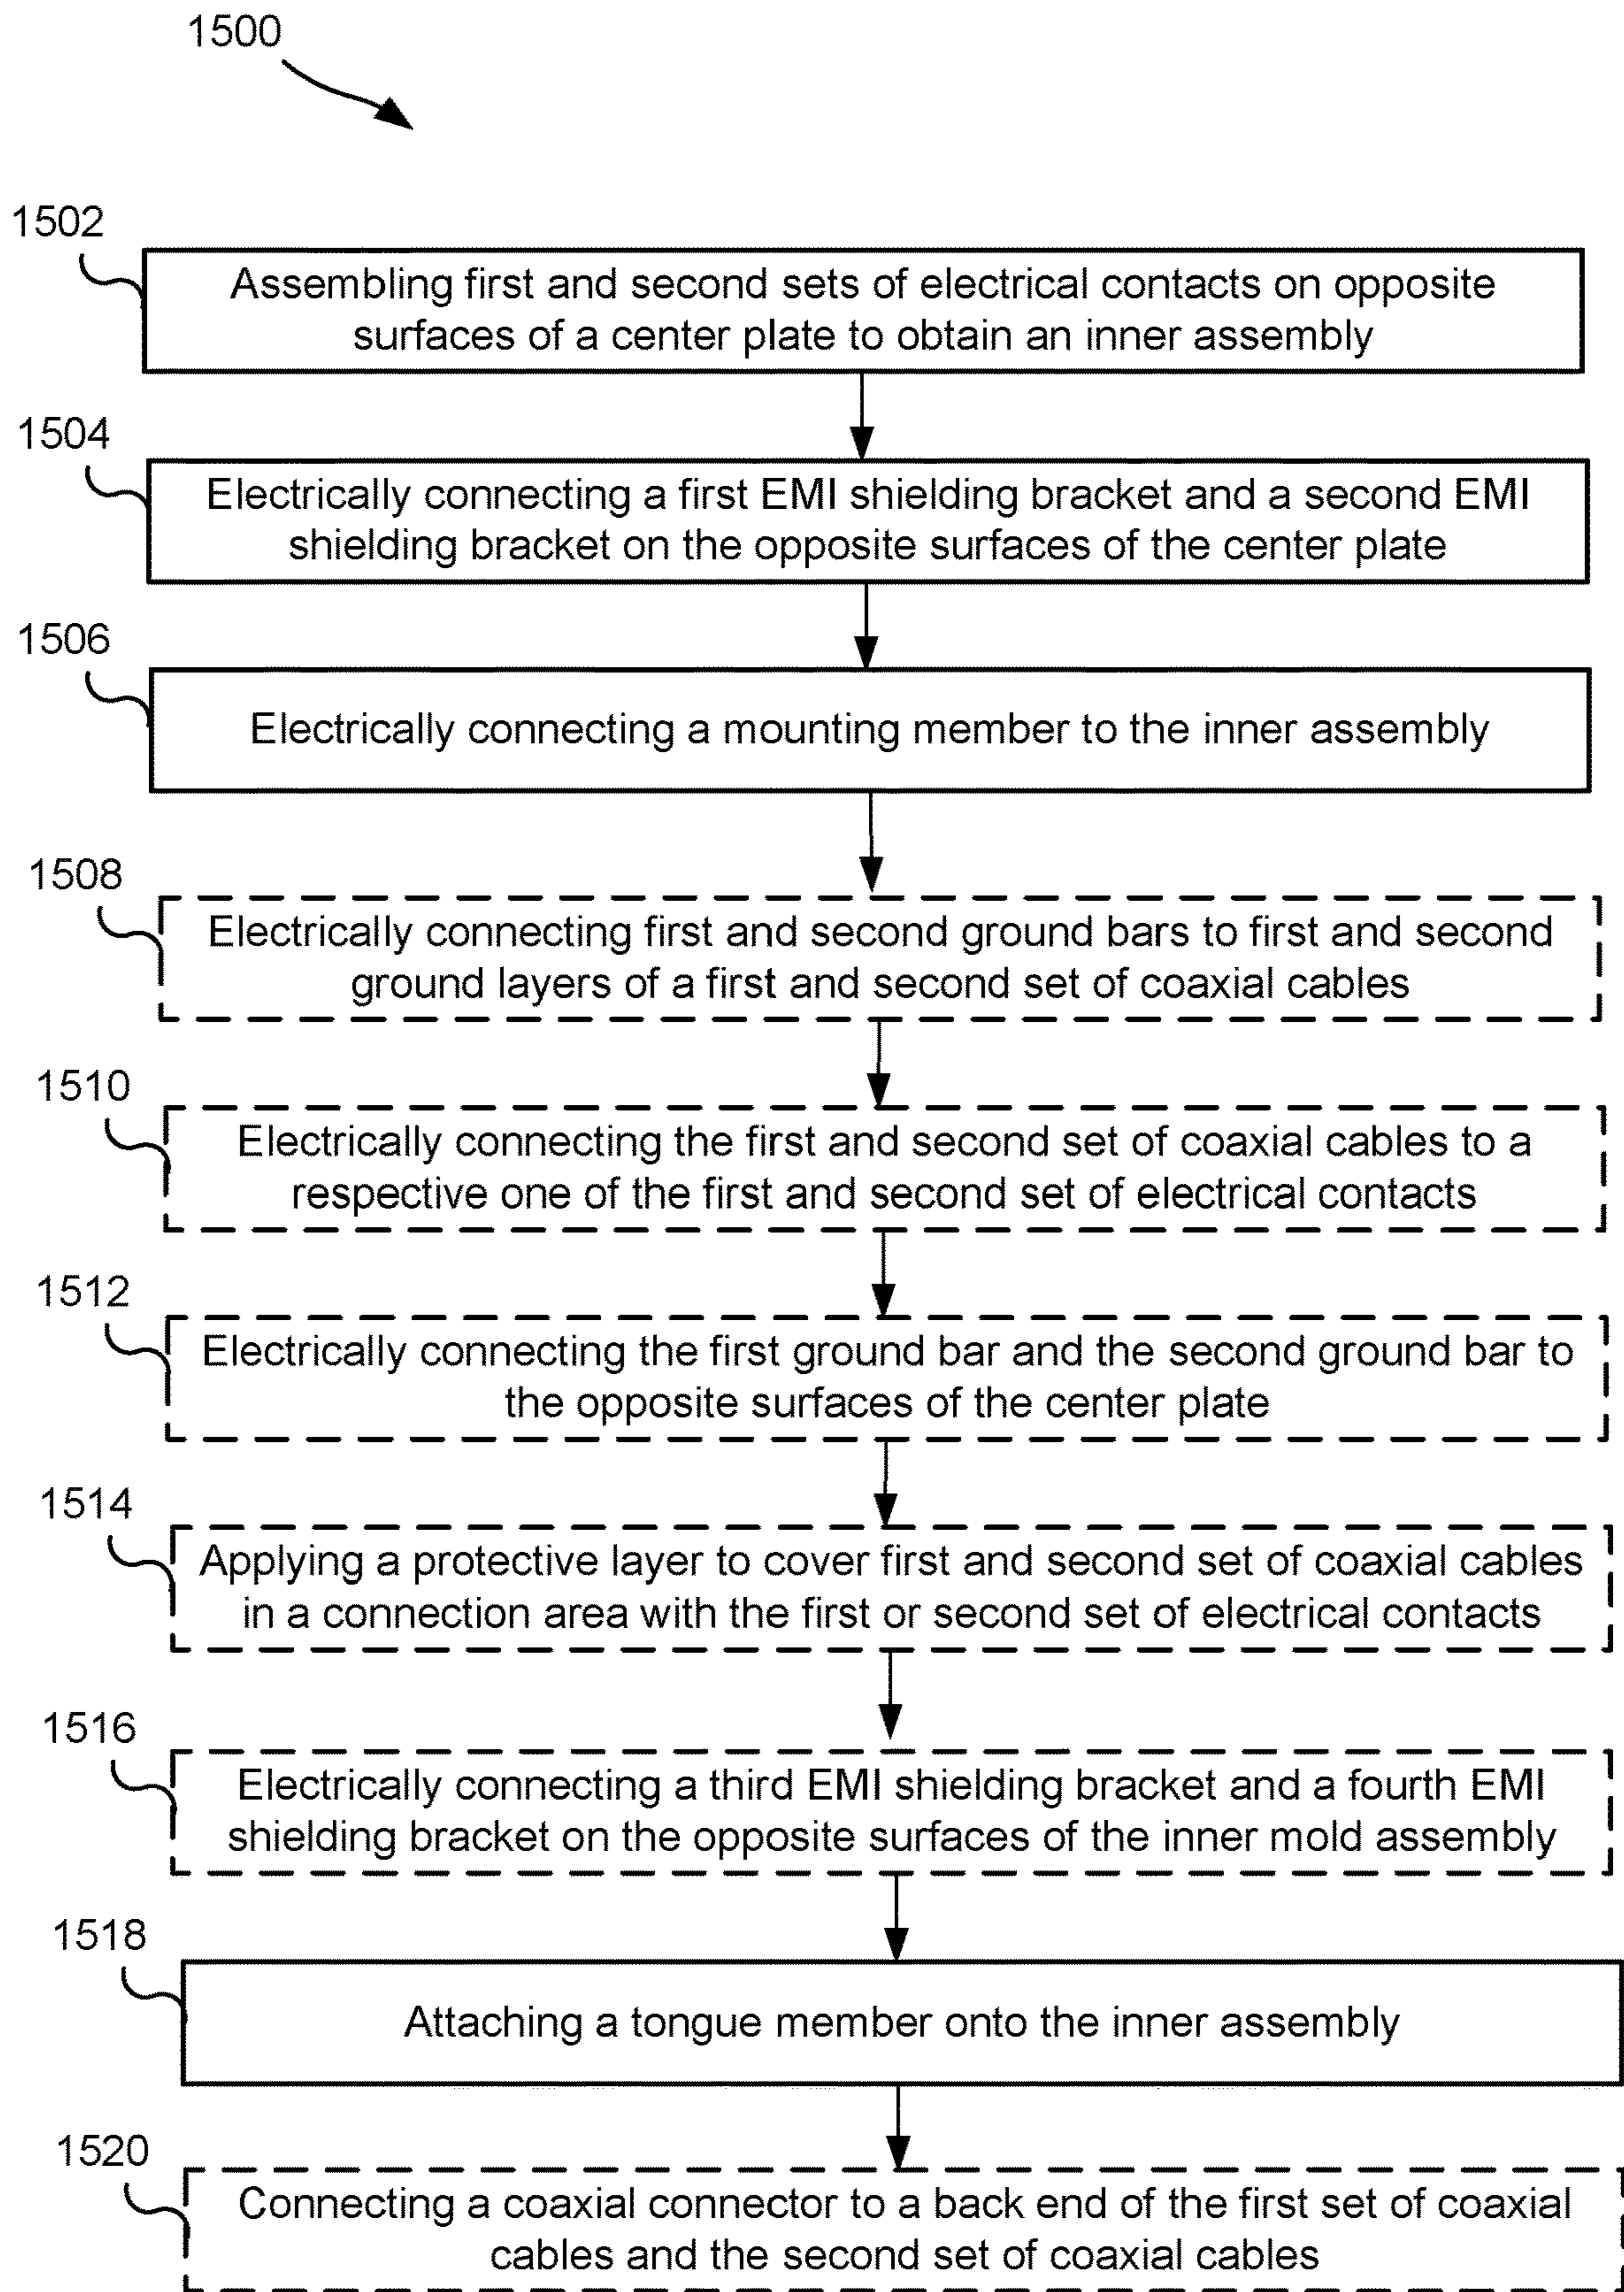 1500
1502
Assembling first and second sets of electrical contacts on opposite
surfaces of a center plate to obtain an inner assembly
1504
Electrically connecting a first EMI shielding bracket and a second EMI
shielding bracket on the opposite surfaces of the center plate
1506
Electrically connecting a mounting member to the inner assembly
1508
Electrically connecting first and second ground bars to first and second
ground layers of a first and second set of coaxial cables
1510
Electrically connecting the first and second set of coaxial cables to a
respective one of the first and second set of electrical contacts
1512
Electrically connecting the first ground bar and the second ground bar to
the opposite surfaces of the center plate
1514
Applying a protective layer to cover first and second set of coaxial cables
in a connection area with the first or second set of electrical contacts
1516
Electrically connecting a third EMI shielding bracket and a fourth EMI
shielding bracket on the opposite surfaces of the inner mold assembly
1518
Attaching a tongue member onto the inner assembly
1520
Connecting a coaxial connector to a back end of the first set of coaxial
cables and the second set of coaxial cables